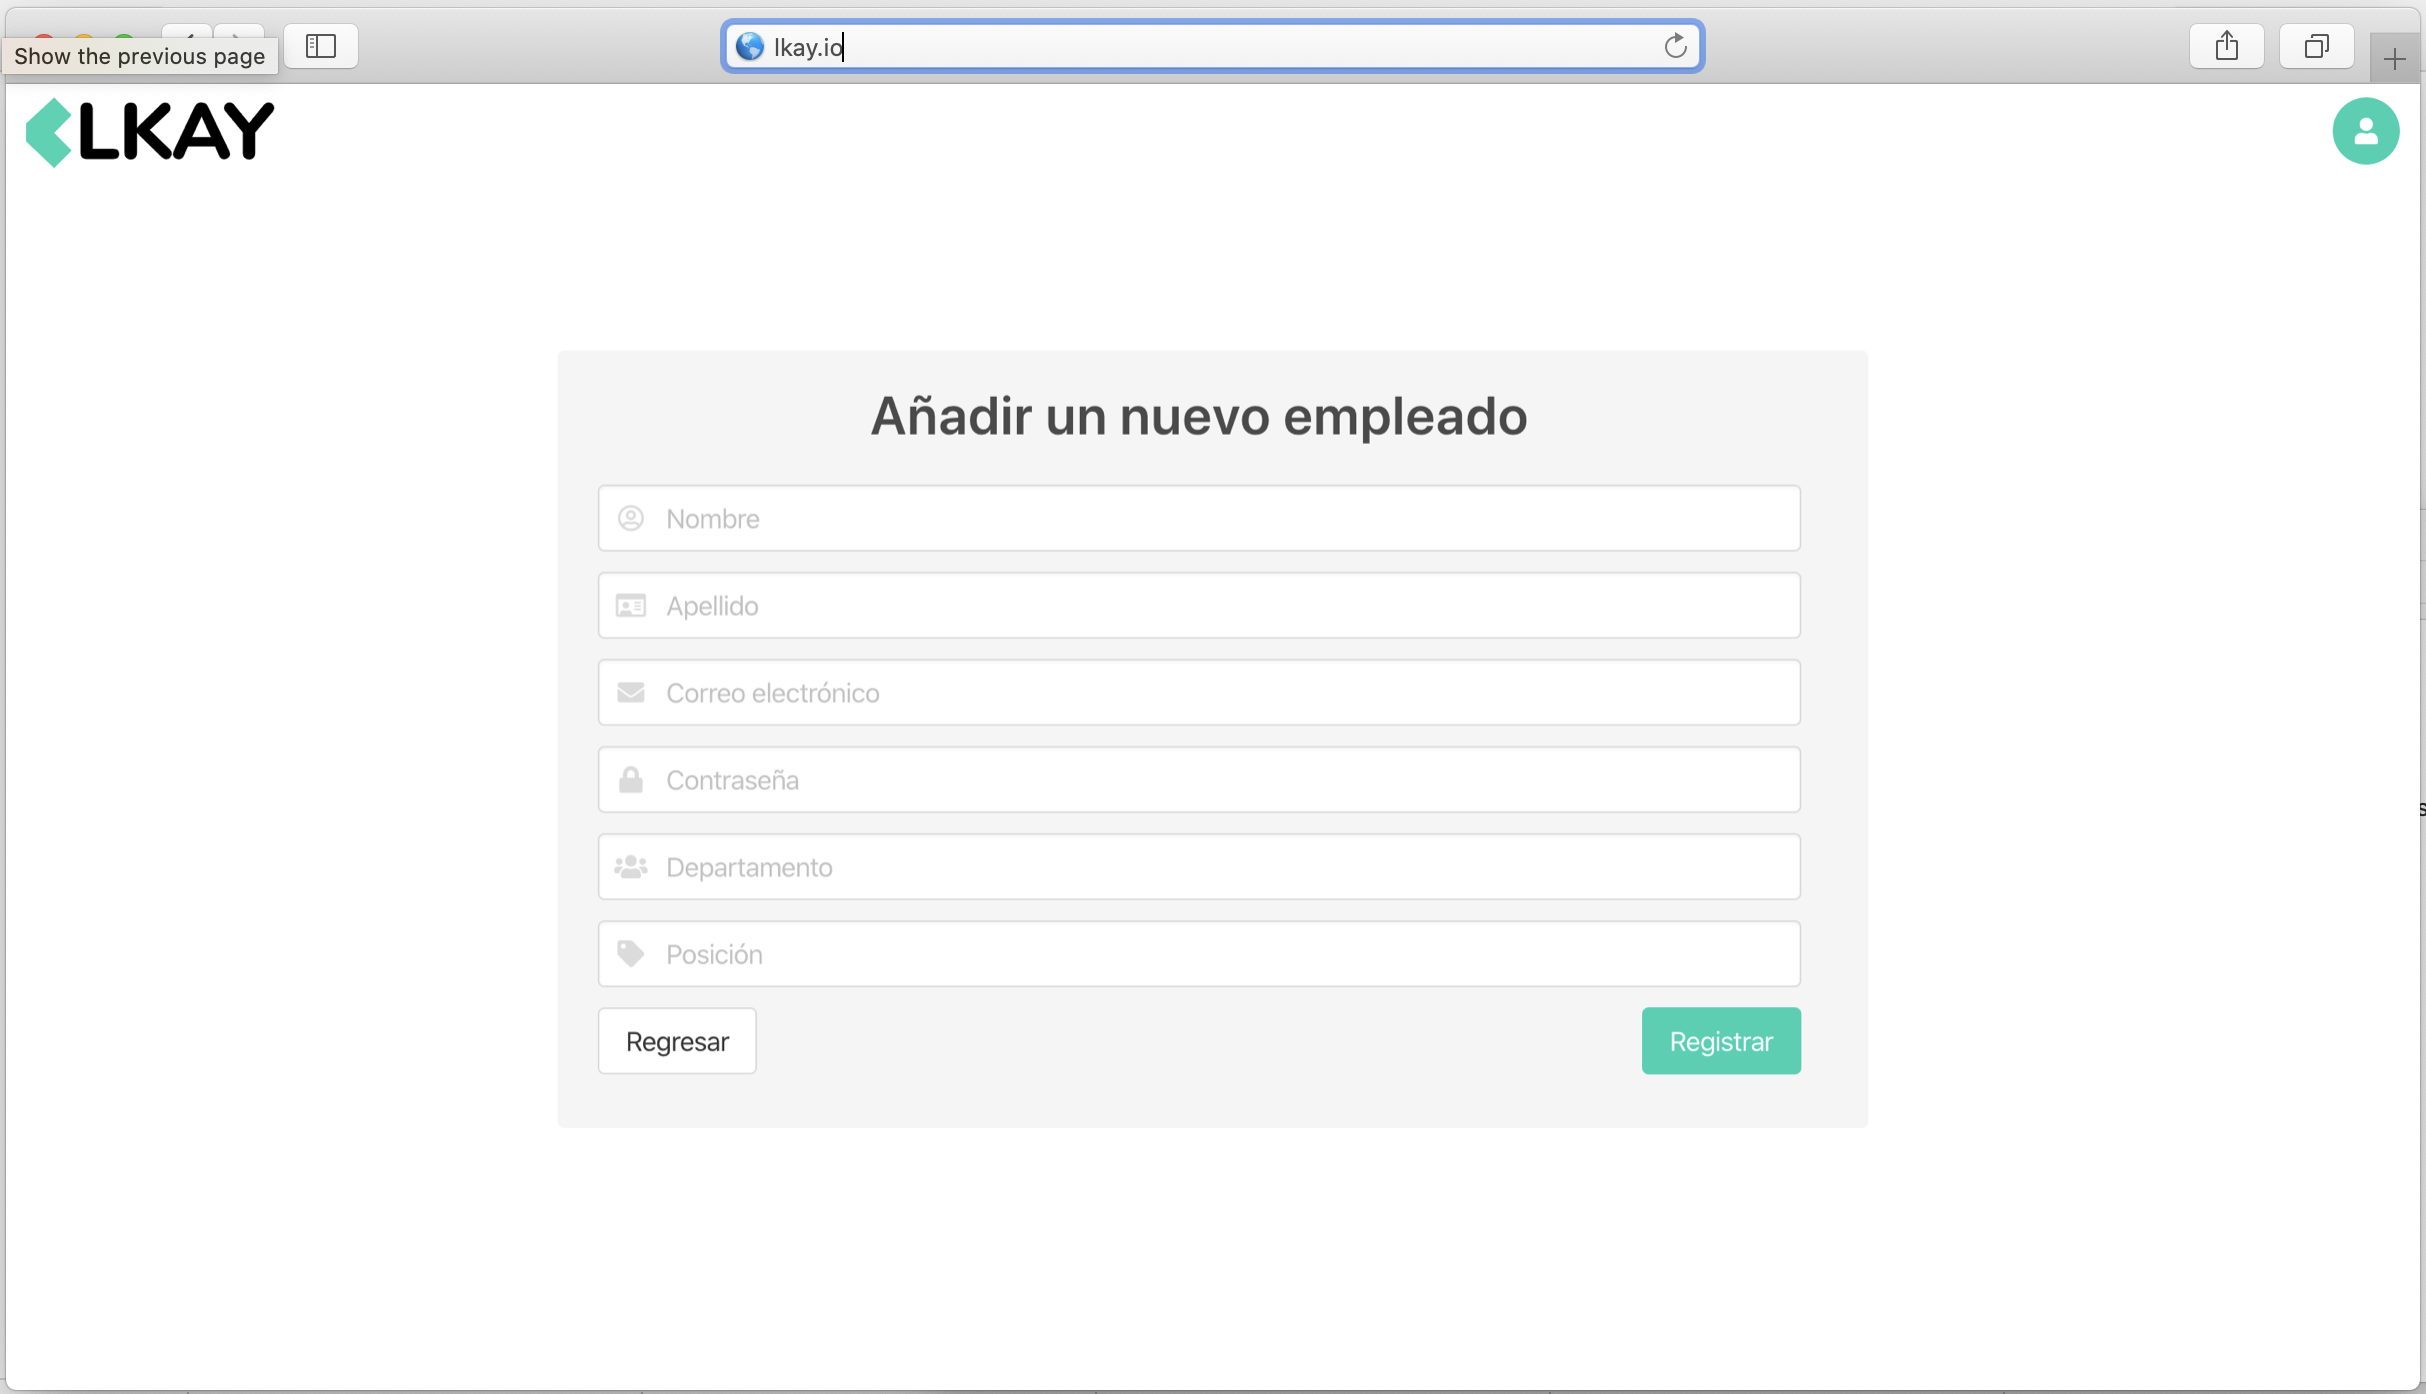 lkay.io
Show the previous page
LKAY
Añadir un nuevo empleado
Nombre
Apellido
Correo electrónico
Contraseña
Departamento
Posición
Regresar
Registrar
s